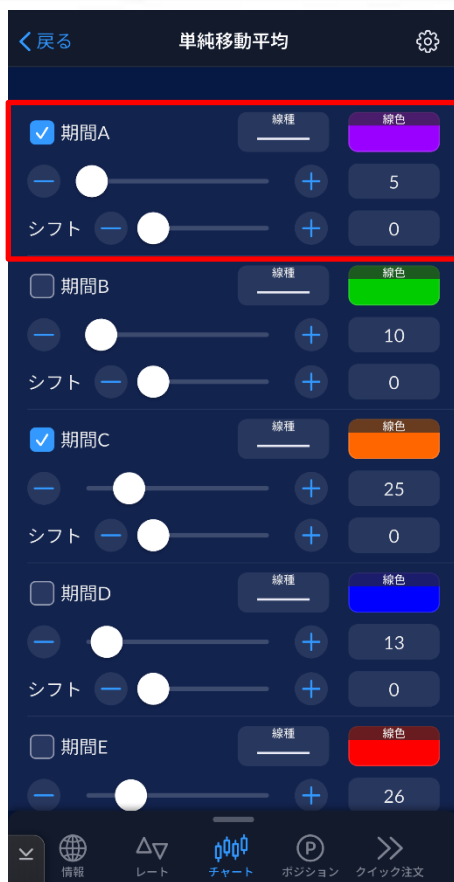 戻る 単純移動平均
期間A 線種 線色
5
シフト 0
期間B 線種 線色
10
シフト 0
期間C 線種 線色
25
シフト 0
期間D 線種 線色
13
シフト 0
期間E 線種 線色
26
情報 レート チャート P ポジション クイック注文